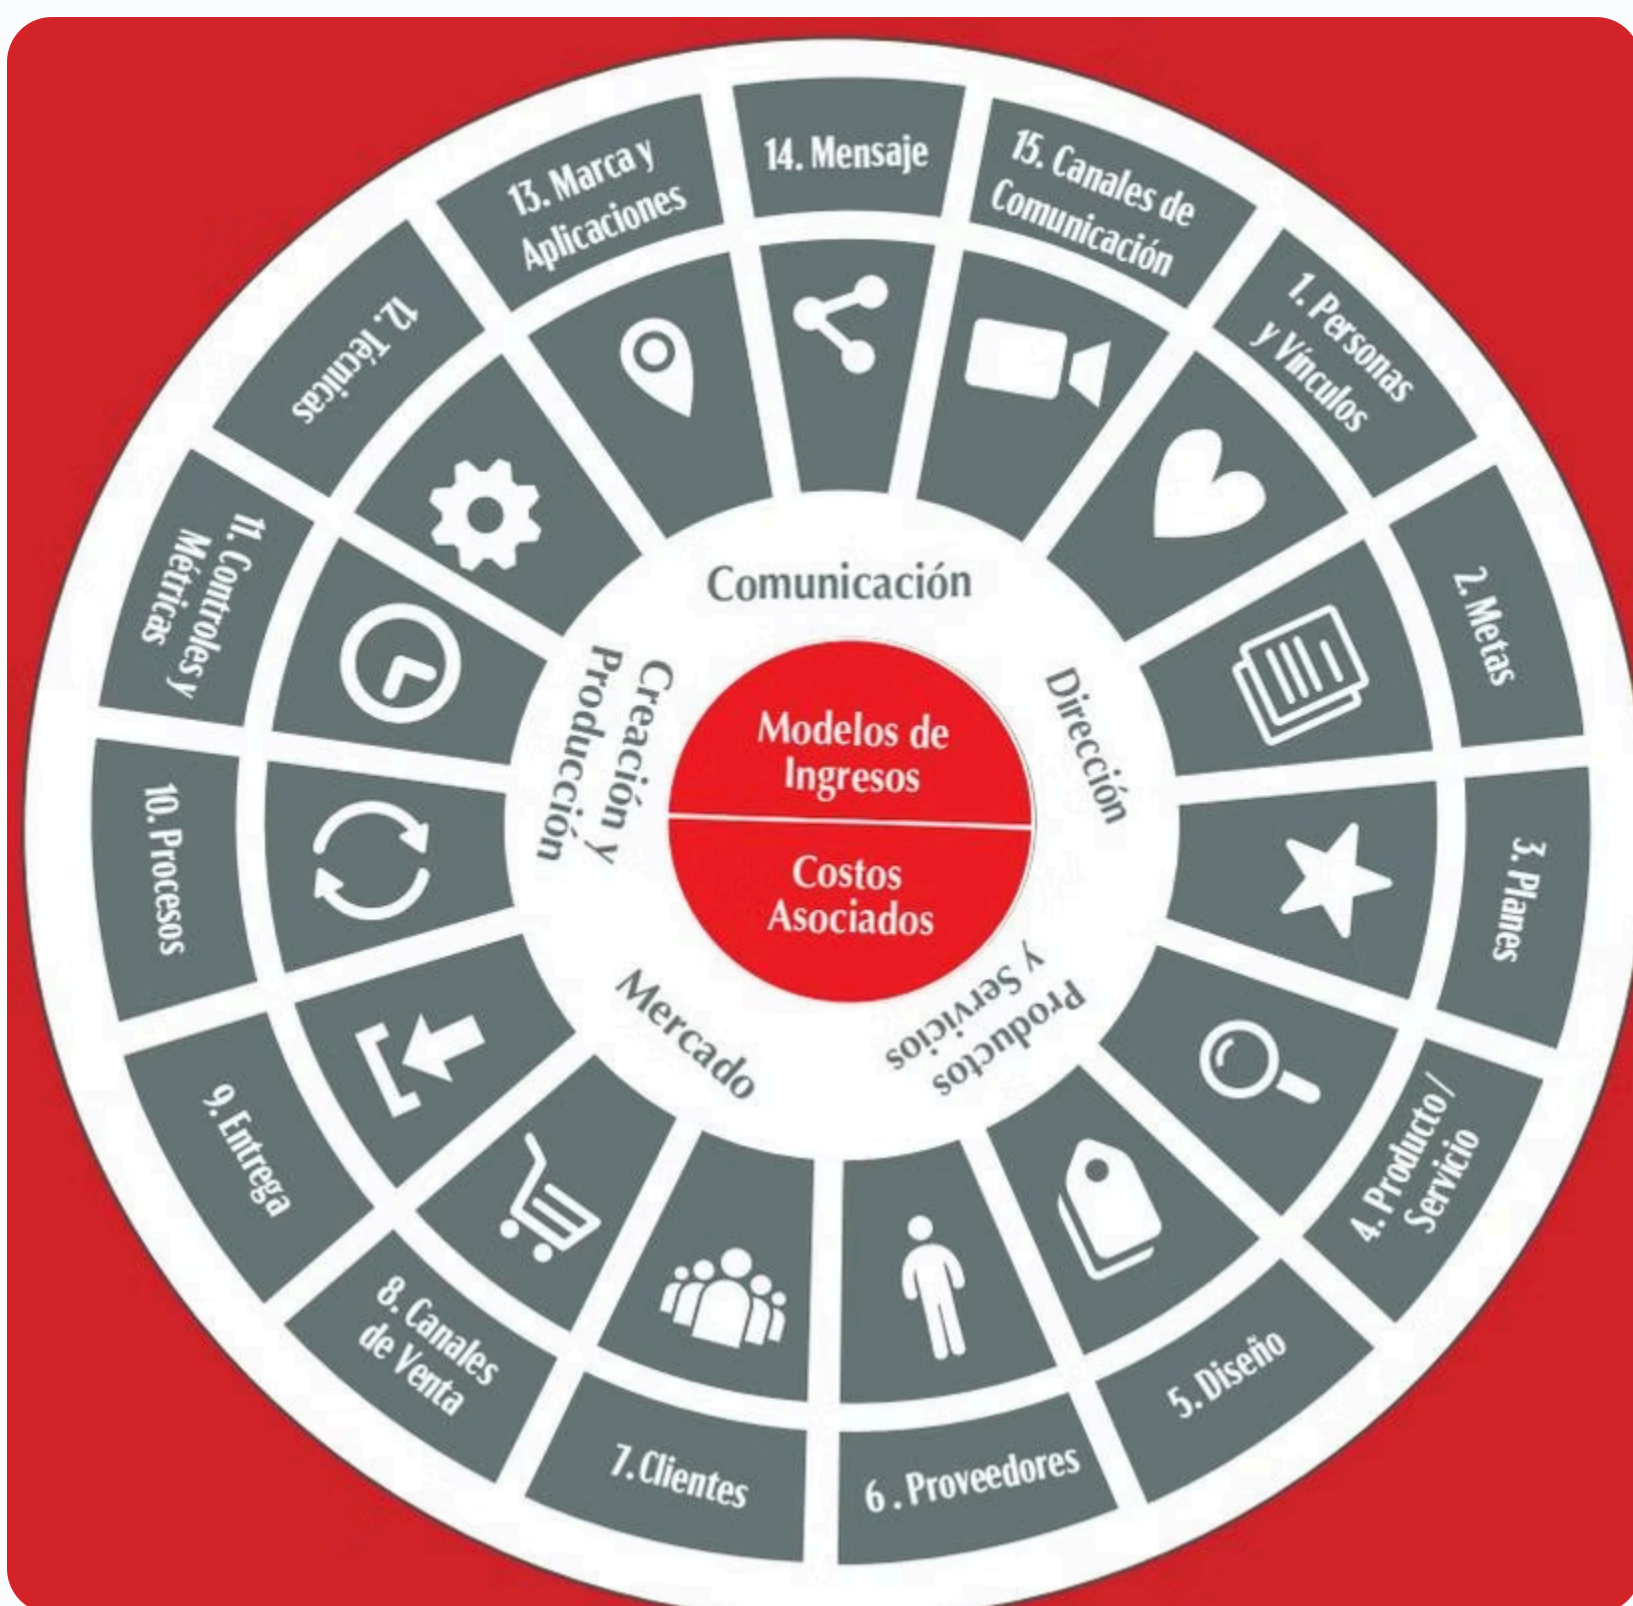 1. Personas
y Vínculos
2. Metas
3. Planes
4. Producto/
Servicio
5. Diseño
6 . Proveedores
7. Clientes
8. Canales
de Venta
9. Entrega
10. Procesos
11. Controles y
Métricas
12. Técnicas
13. Marca y
Aplicaciones
14. Mensaje
15. Canales de
Comunicación
Comunicación
Dirección
Productos
y Servicios
Mercado
Creación y
Producción
Modelos de
Ingresos
Costos
Asociados